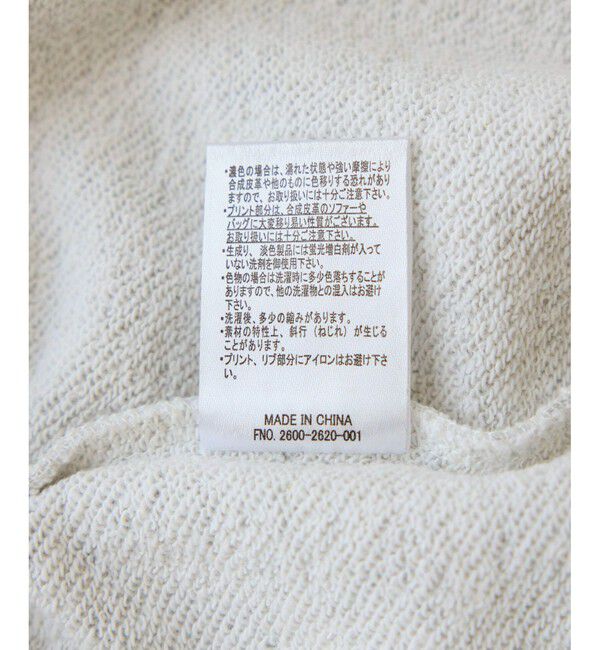 ・濃色の場合は、濡れた状態や強い摩擦により
合成皮革や他のものに色移りする恐れがあり
ますので、お取り扱いには十分ご注意下さい。
・プリント部分は、合成皮革のソファーや
バッグに大変移り易い性質がございます。
お取り扱いには十分ご注意下さい。
・生成り、淡色製品には蛍光増白剤が入って
いない洗剤を御使用下さい。
・色物の場合は洗濯時に多少色落ちすることが
ありますので、他の洗濯物との混入はお避け
下さい。
・洗濯後、多少の縮みがあります。
・素材の特性上、斜行（ねじれ）が生じる
ことがあります。
・プリント、リブ部分にアイロンはお避け下さ
い。
MADE IN CHINA
FNO. 2600-2620-001